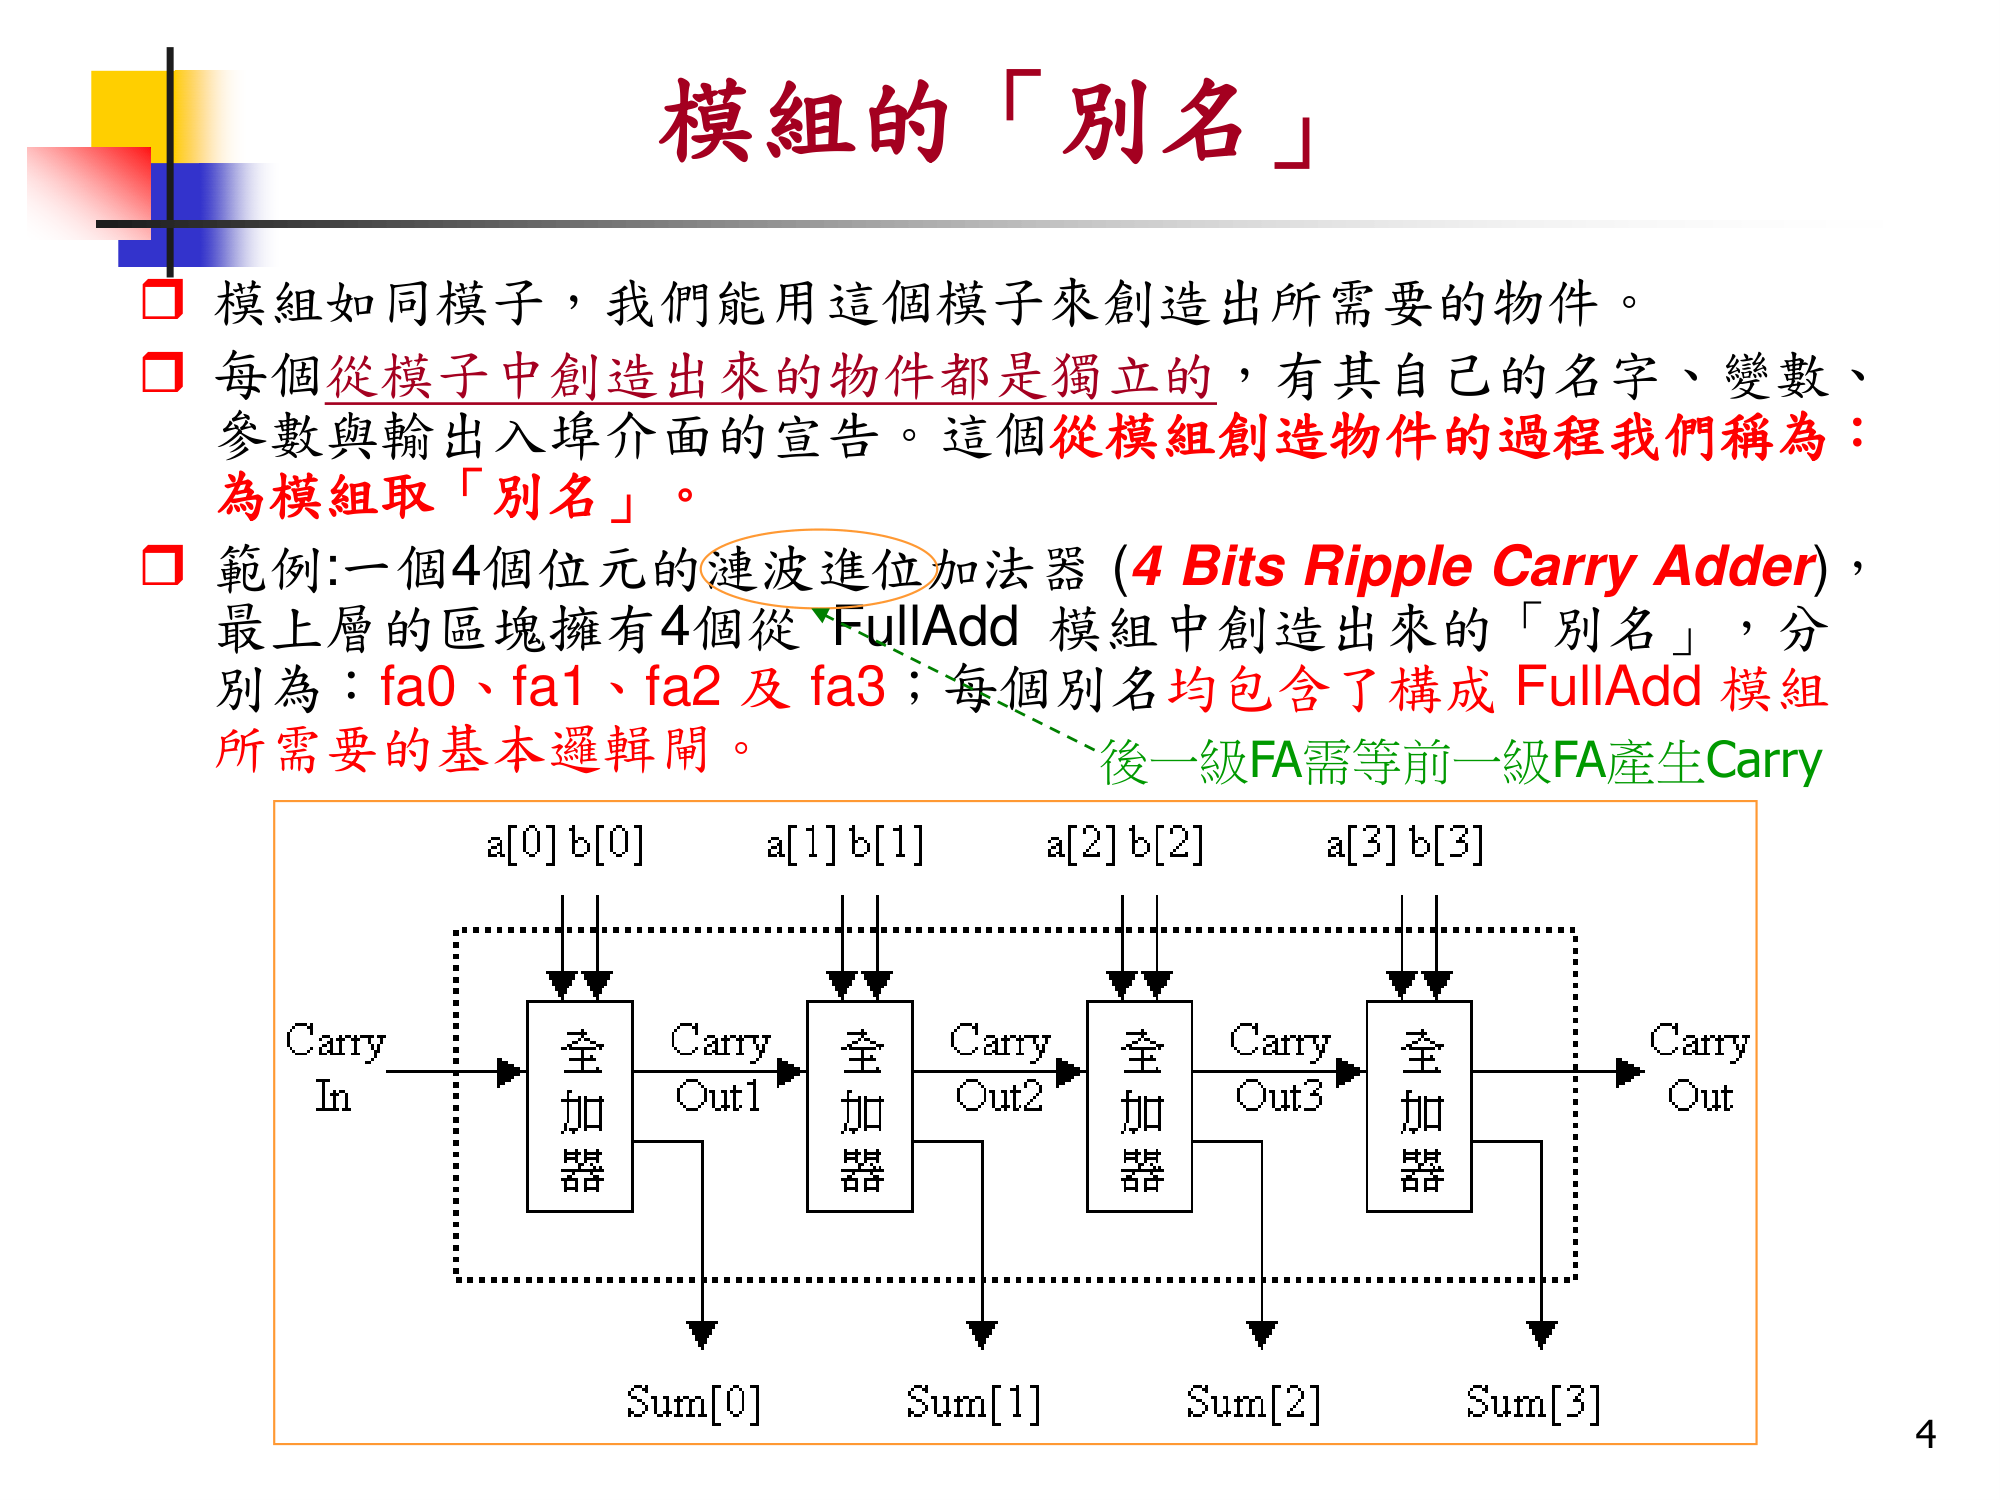 模組的「別名」
模組如同模子，我們能用這個模子來創造出所需要的物件。
每個從模子中創造出來的物件都是獨立的，有其自己的名字、變數、
參數與輸出入埠介面的宣告。這個從模組創造物件的過程我們稱為：
為模組取「別名」。
範例:一個4個位元的漣波進位加法器 (4 Bits Ripple Carry Adder)，
最上層的區塊擁有4個從 FullAdd 模組中創造出來的「別名」，分
別為：fa0、fa1、fa2 及 fa3；每個別名均包含了構成 FullAdd 模組
所需要的基本邏輯閘。
後一級FA需等前一級FA產生Carry
a[0] b[0] a[1] b[1] a[2] b[2] a[3] b[3]
Carry In
全加器
Carry Out1
全加器
Carry Out2
全加器
Carry Out3
全加器
Carry Out
Sum[0] Sum[1] Sum[2] Sum[3]
4